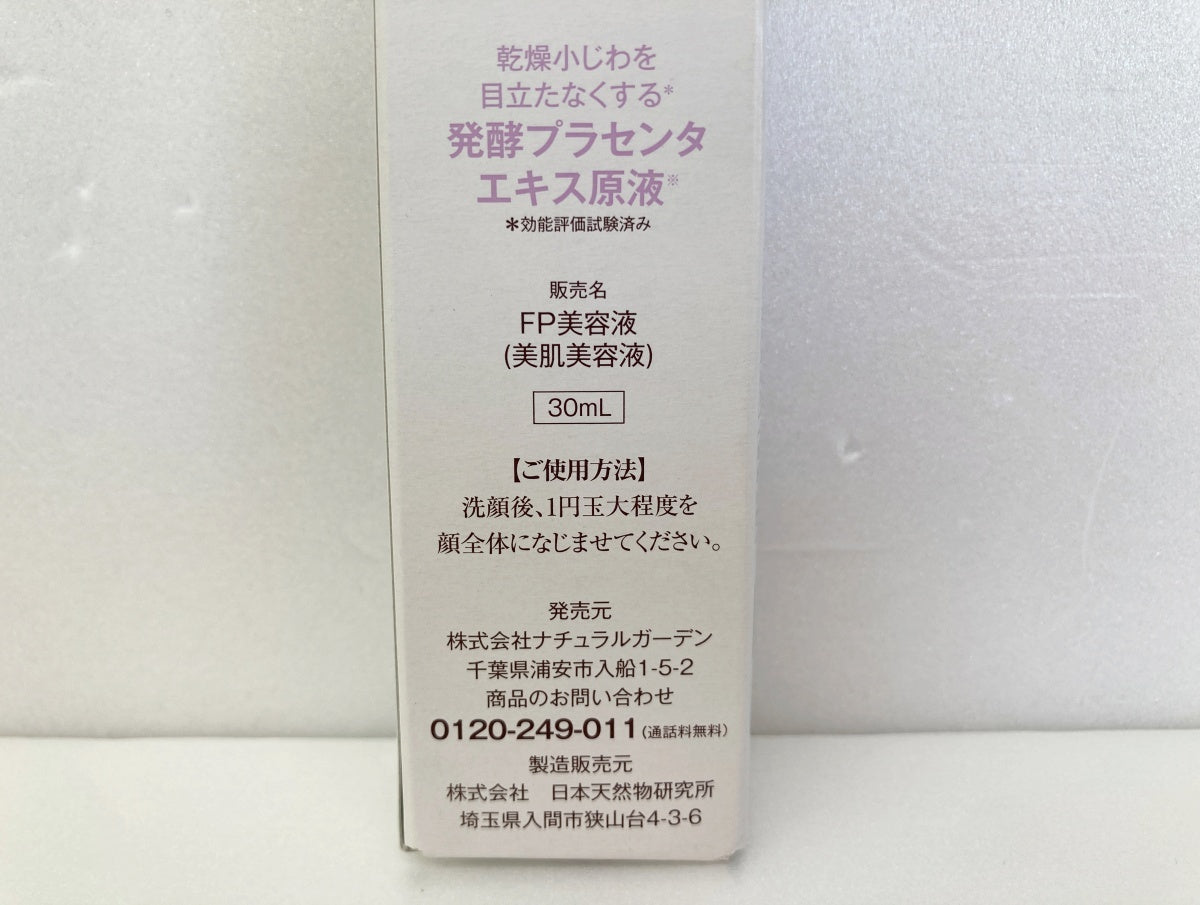 乾燥小じわを
目立たなくする*
発酵プラセンタ
エキス原液※
*効能評価試験済み
販売名
FP美容液
(美肌美容液)
30mL
【ご使用方法】
洗顔後、1円玉大程度を
顔全体になじませてください。
発売元
株式会社ナチュラルガーデン
千葉県浦安市入船1-5-2
商品のお問い合わせ
0120-249-011(通話料無料)
製造販売元
株式会社　日本天然物研究所
埼玉県入間市狭山台4-3-6